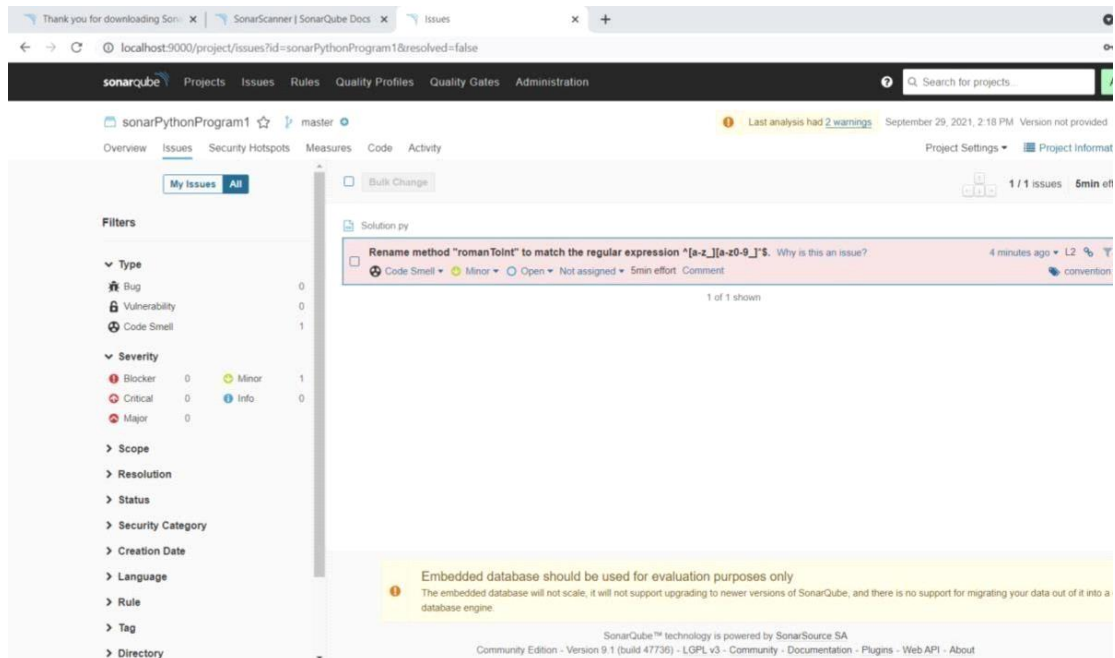 Thank you for downloading Son
SonarScanner | SonarQube Docs
Issues
localhost:9000/project/issues?id=sonarPythonProgram1&resolved=false
sonarqube Projects Issues Rules Quality Profiles Quality Gates Administration
Search for projects...
sonarPythonProgram1 master
Last analysis had 2 warnings September 29, 2021, 2:18 PM Version not provided
Overview Issues Security Hotspots Measures Code Activity
Project Settings Project Informat
My Issues All
Bulk Change
1 / 1 issues 5min eff
Filters
Solution.py
Rename method "romanToInt" to match the regular expression ^[a-z_][a-z0-9_]*$. Why is this an issue? 4 minutes ago L2
Code Smell Minor Open Not assigned 5min effort Comment convention
1 of 1 shown
Type
Bug 0
Vulnerability 0
Code Smell 1
Severity
Blocker 0 Minor 1
Critical 0 Info 0
Major 0
Scope
Resolution
Status
Security Category
Creation Date
Language
Rule
Tag
Directory
Embedded database should be used for evaluation purposes only
The embedded database will not scale, it will not support upgrading to newer versions of SonarQube, and there is no support for migrating your data out of it into a
database engine.
SonarQube™ technology is powered by SonarSource SA
Community Edition - Version 9.1 (build 47736) - LGPL v3 - Community - Documentation - Plugins - Web API - About